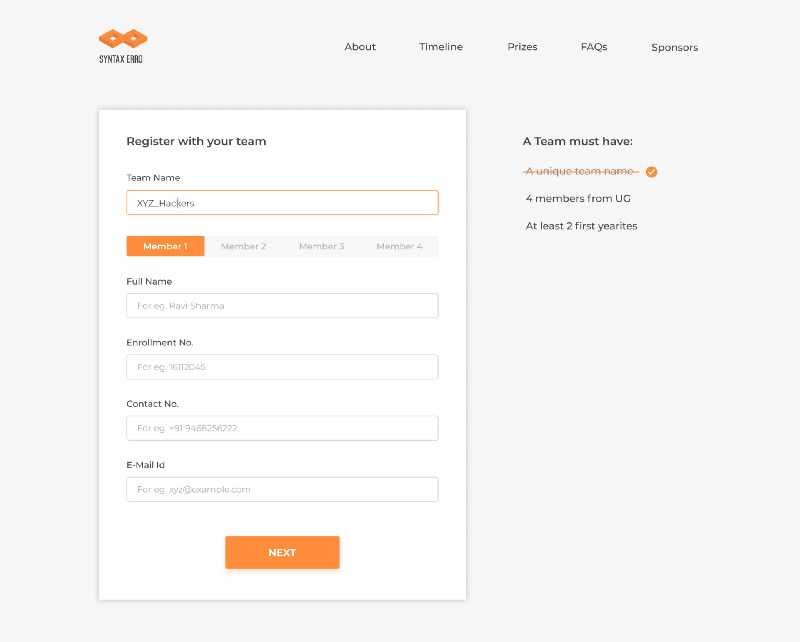 SYNTAX ERRO
About Timeline Prizes FAQs Sponsors
Register with your team
Team Name
XYZ_Hackers
Member 1 Member 2 Member 3 Member 4
Full Name
For eg. Ravi Sharma
Enrollment No.
For eg. 16112045
Contact No.
For eg. +91 9468256222
E-Mail Id
For eg. xyz@example.com
NEXT
A Team must have:
A unique team name
4 members from UG
At least 2 first yearites